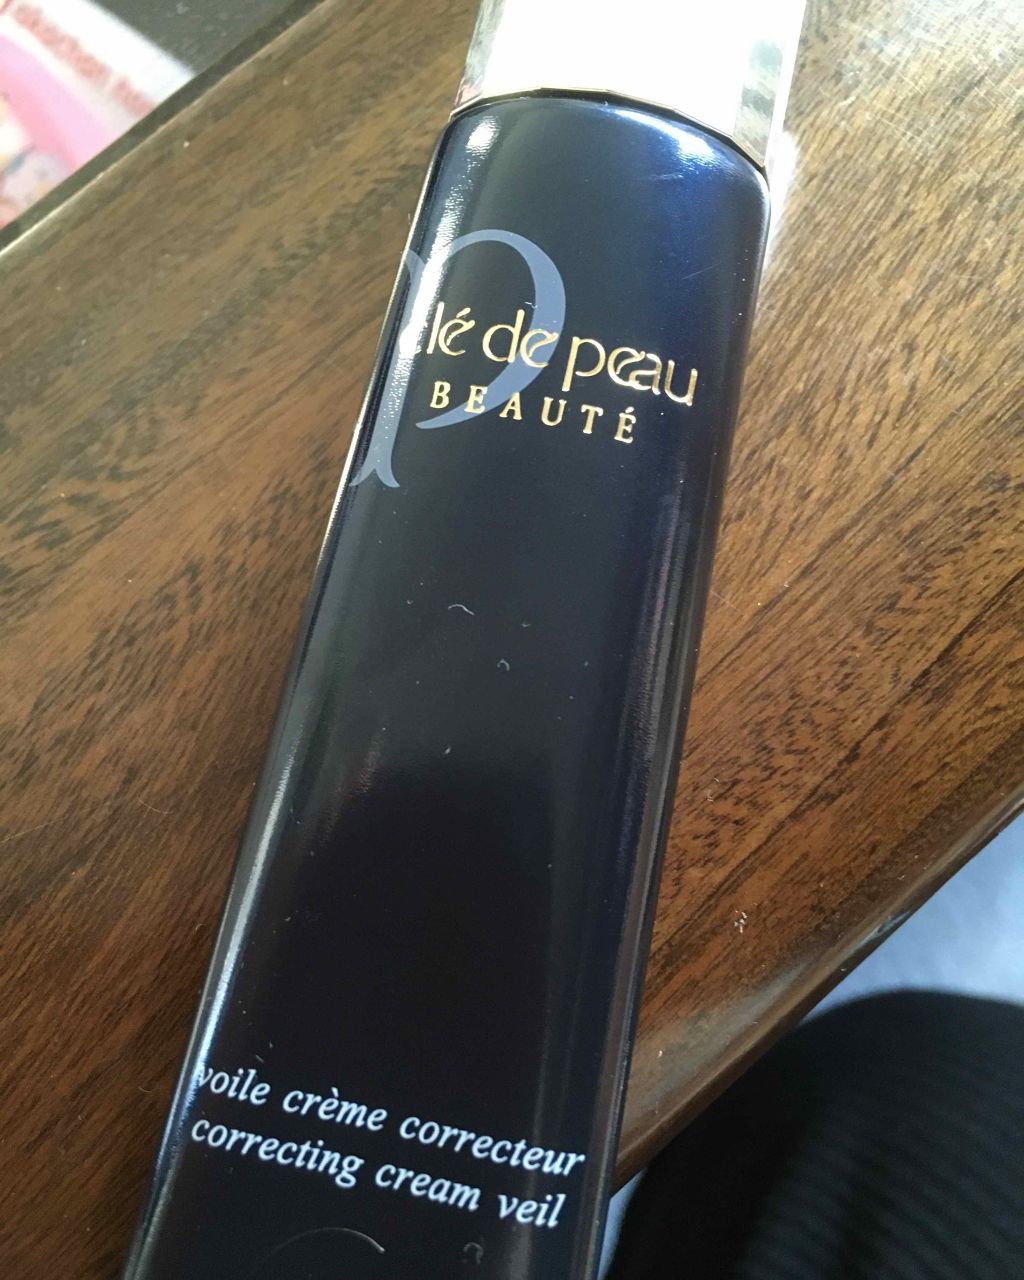 clé de peau
BEAUTÉ
voile crème correcteur
correcting cream veil